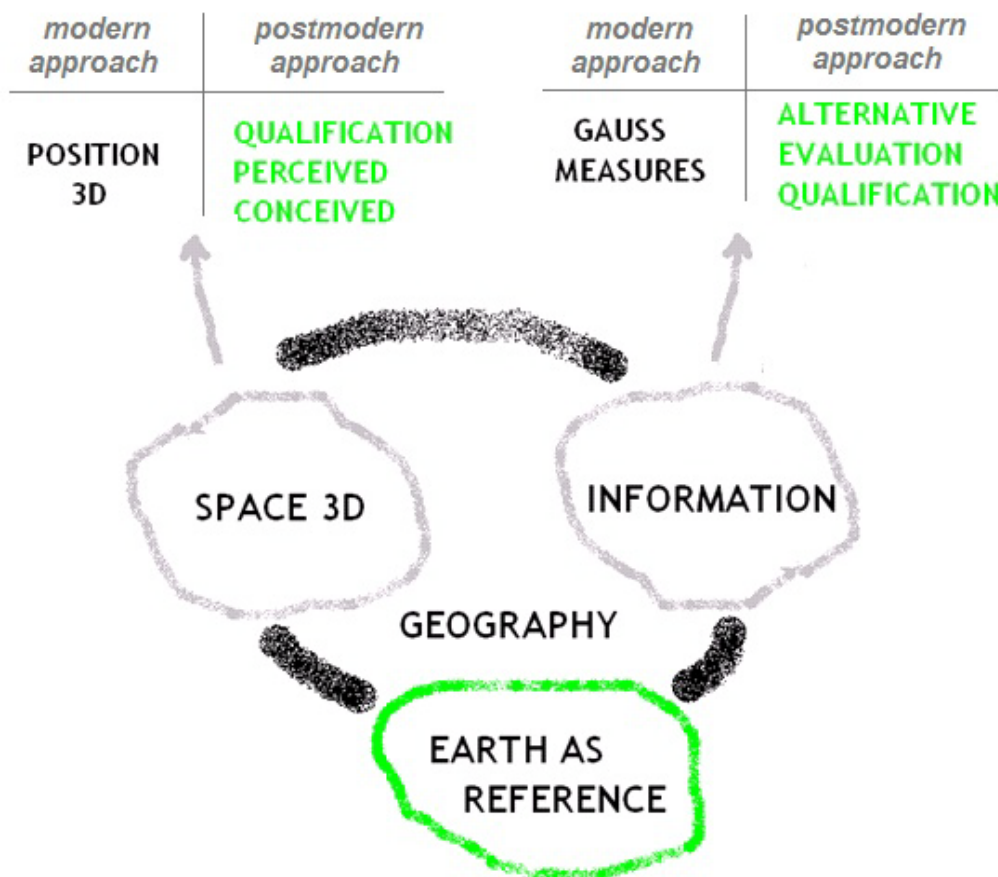 modern
approach
postmodern
approach
POSITION
3D
QUALIFICATION
PERCEIVED
CONCEIVED
modern
approach
postmodern
approach
GAUSS
MEASURES
ALTERNATIVE
EVALUATION
QUALIFICATION
SPACE 3D
INFORMATION
GEOGRAPHY
EARTH AS
REFERENCE